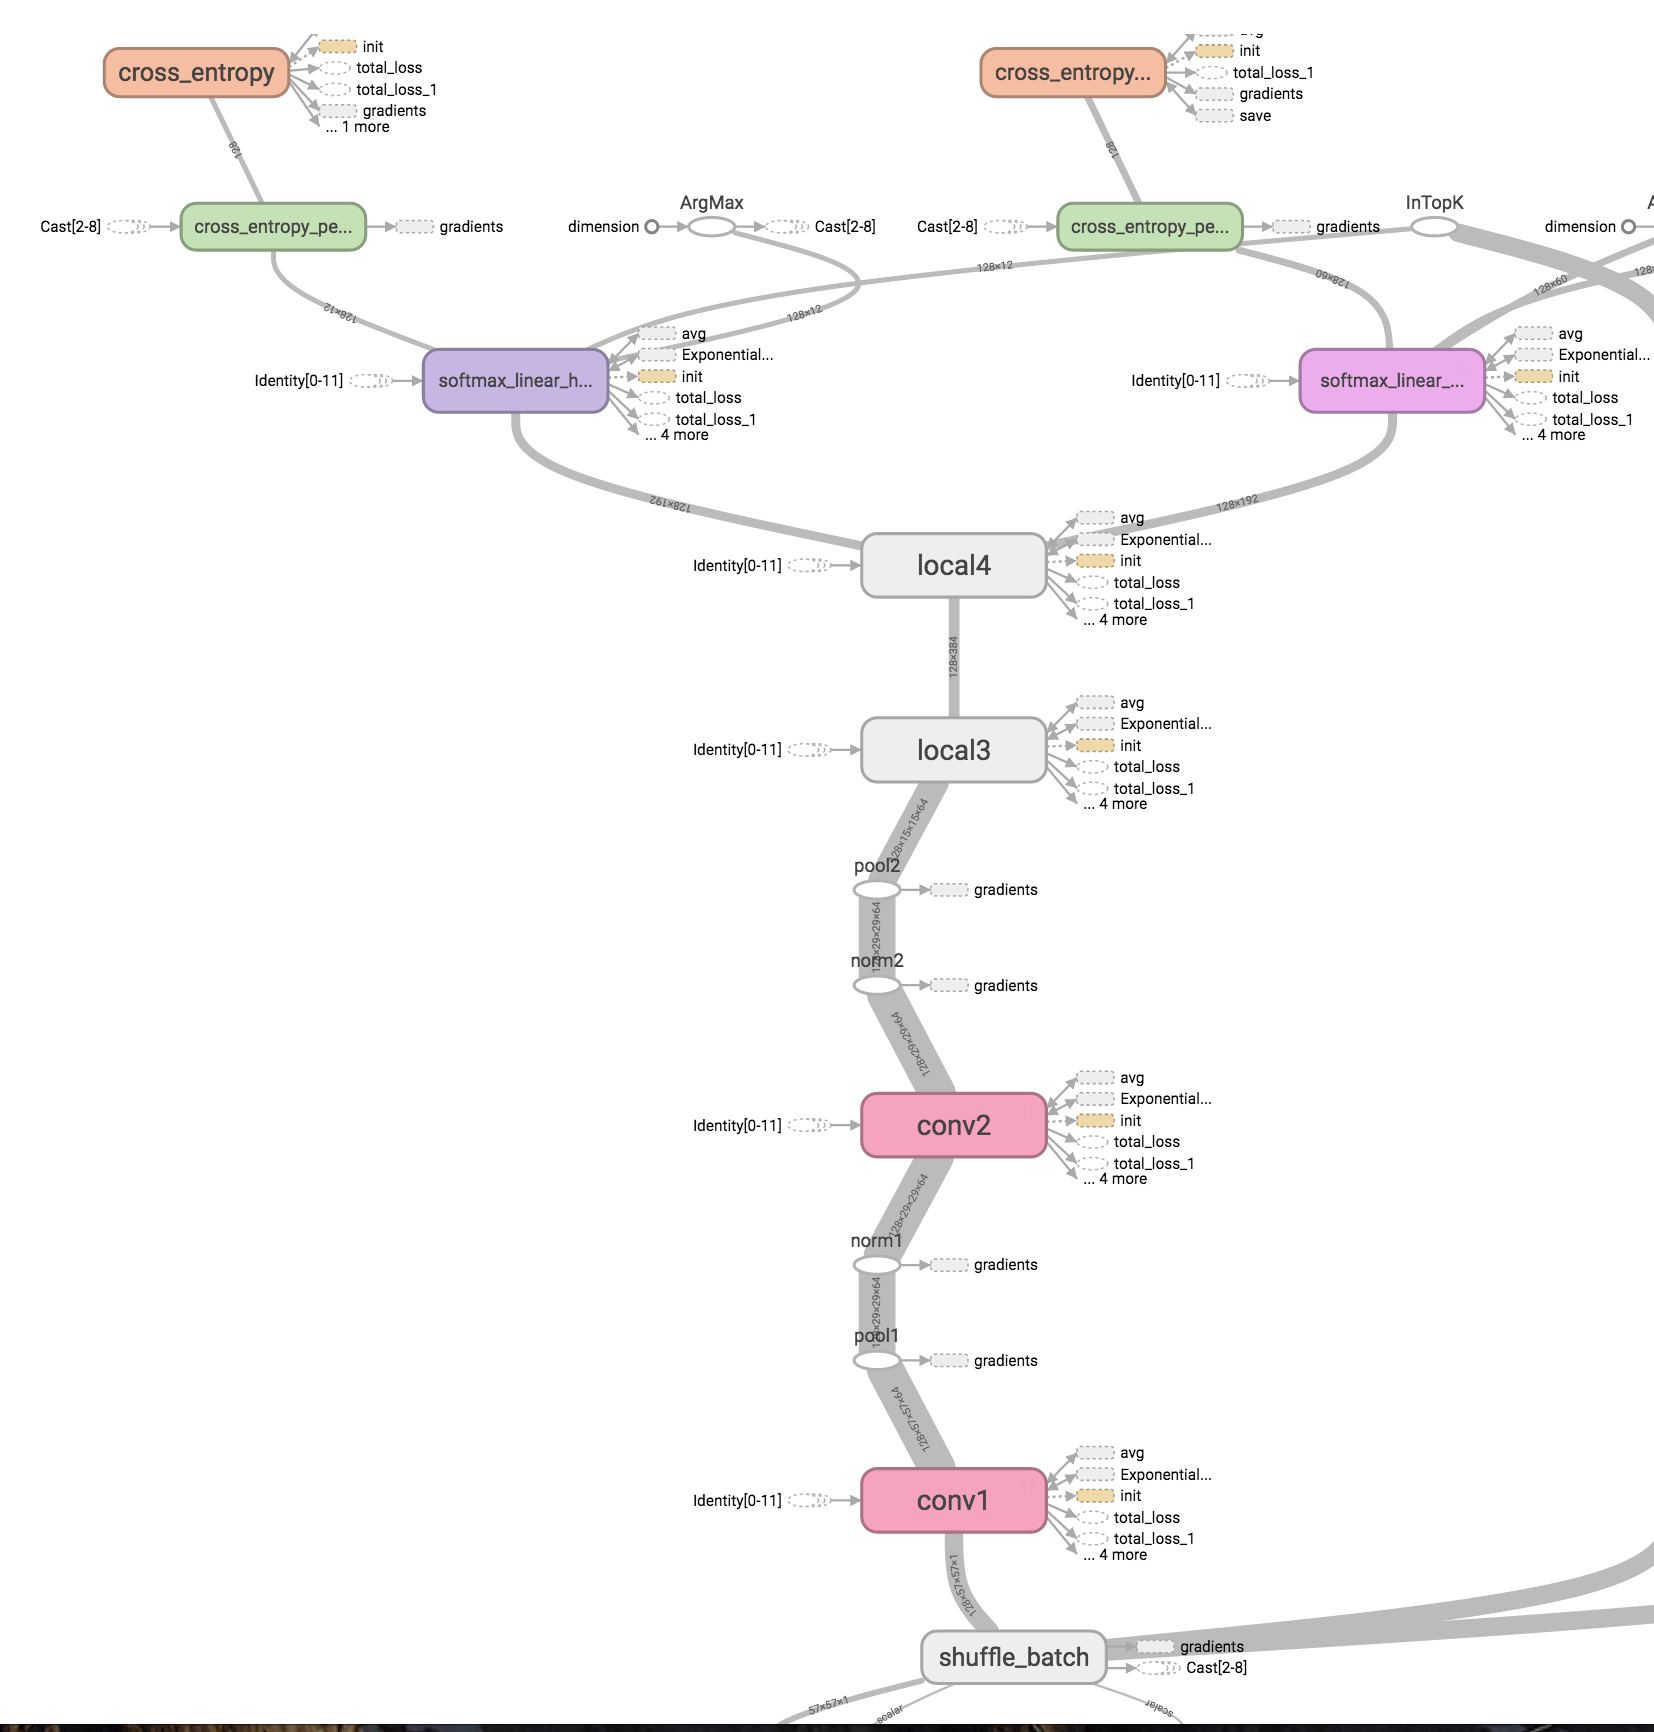 avg
init
total_loss
total_loss_1
gradients
... 1 more
cross_entropy
init
total_loss_1
gradients
save
cross_entropy...
128
128
Cast[2-8]
cross_entropy_pe...
gradients
dimension
ArgMax
Cast[2-8]
Cast[2-8]
cross_entropy_pe...
gradients
InTopK
dimension
128×12
128×12
128×12
128×60
128×60
Identity[0-11]
softmax_linear_h...
avg
Exponential...
init
total_loss
total_loss_1
... 4 more
Identity[0-11]
softmax_linear_...
avg
Exponential...
init
total_loss
total_loss_1
... 4 more
128×192
128×192
Identity[0-11]
local4
avg
Exponential...
init
total_loss
total_loss_1
... 4 more
128×384
Identity[0-11]
local3
avg
Exponential...
init
total_loss
total_loss_1
... 4 more
128×15×15×64
pool2
gradients
128×29×29×64
norm2
gradients
128×29×29×64
Identity[0-11]
conv2
avg
Exponential...
init
total_loss
total_loss_1
... 4 more
128×29×29×64
norm1
gradients
128×29×29×64
pool1
gradients
128×57×57×64
Identity[0-11]
conv1
avg
Exponential...
init
total_loss
total_loss_1
... 4 more
128×57×57×1
shuffle_batch
gradients
Cast[2-8]
57×57×1
scalar
scalar